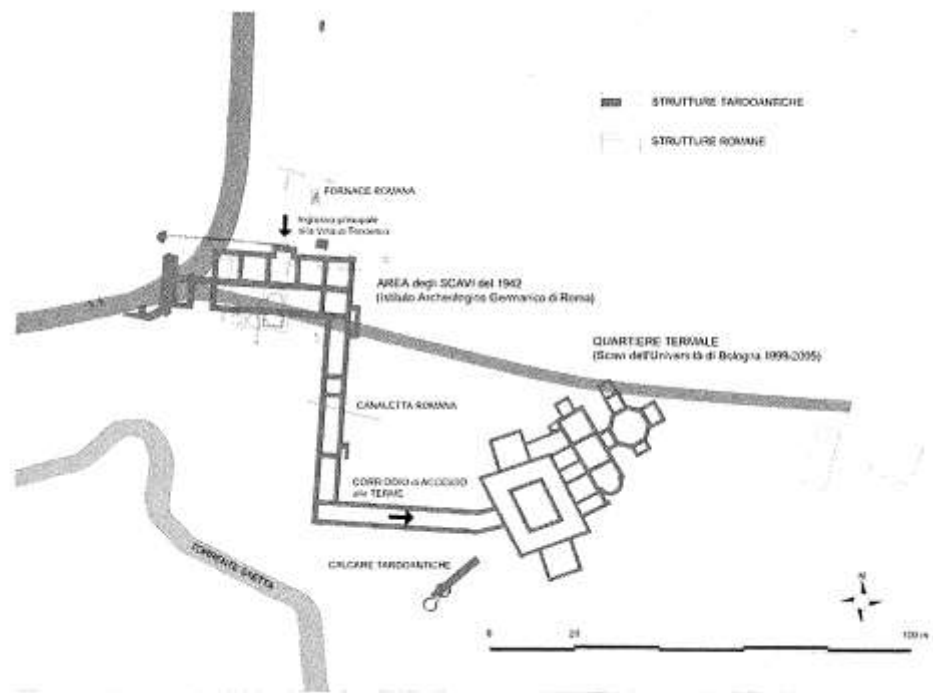 STRUTTURE TARDOANTICHE
STRUTTURE ROMANE
FORNACE ROMANA
Ingresso principale
alla Villa di Teoderico
AREA degli SCAVI del 1942
(Istituto Archeologico Germanico di Roma)
QUARTIERE TERMALE
(Scavi dell'Università di Bologna 1999-2005)
CANALETTA ROMANA
CORRIDOIO di ACCESSO
alle TERME
CALCARE TARDOANTICHE
TORRENTE SAETTA
N
0
20
100 m